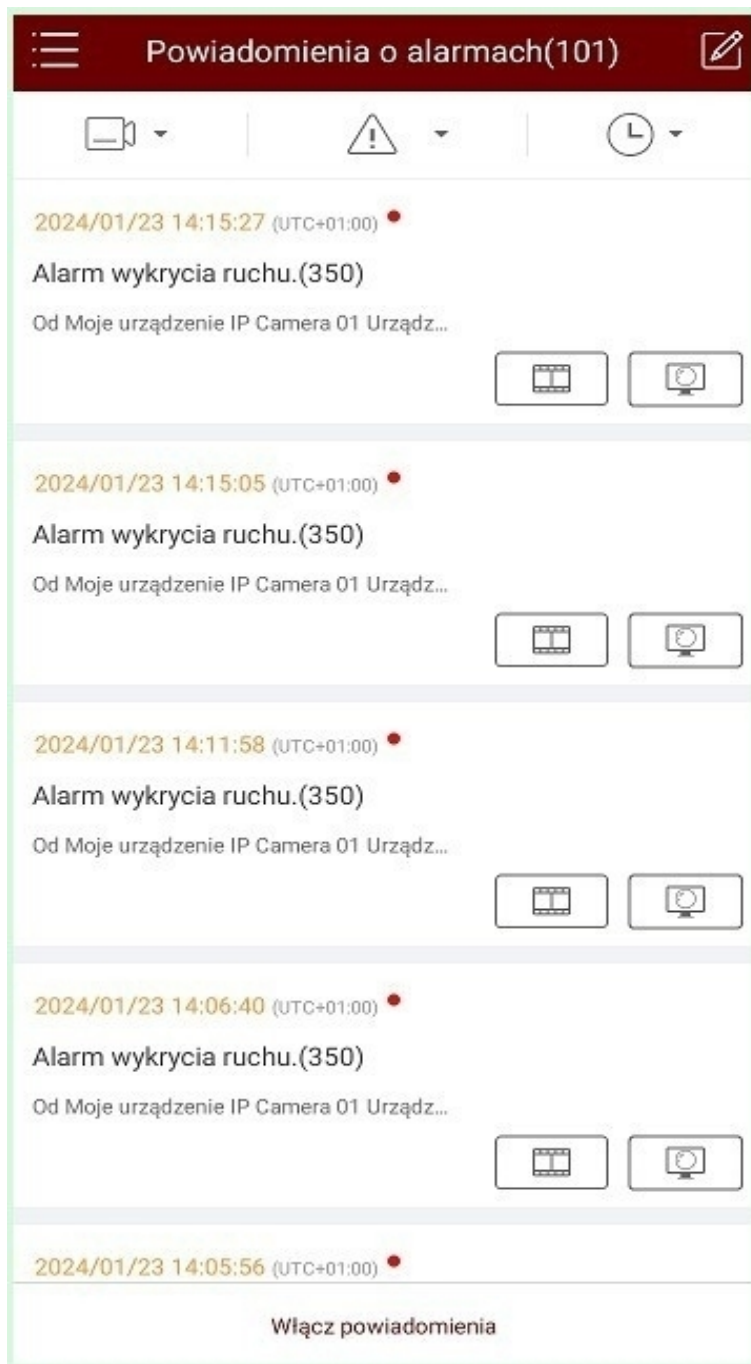 Powiadomienia o alarmach(101)
2024/01/23 14:15:27 (UTC+01:00)
Alarm wykrycia ruchu.(350)
Od Moje urządzenie IP Camera 01 Urządz...
2024/01/23 14:15:05 (UTC+01:00)
Alarm wykrycia ruchu.(350)
Od Moje urządzenie IP Camera 01 Urządz...
2024/01/23 14:11:58 (UTC+01:00)
Alarm wykrycia ruchu.(350)
Od Moje urządzenie IP Camera 01 Urządz...
2024/01/23 14:06:40 (UTC+01:00)
Alarm wykrycia ruchu.(350)
Od Moje urządzenie IP Camera 01 Urządz...
2024/01/23 14:05:56 (UTC+01:00)
Włącz powiadomienia